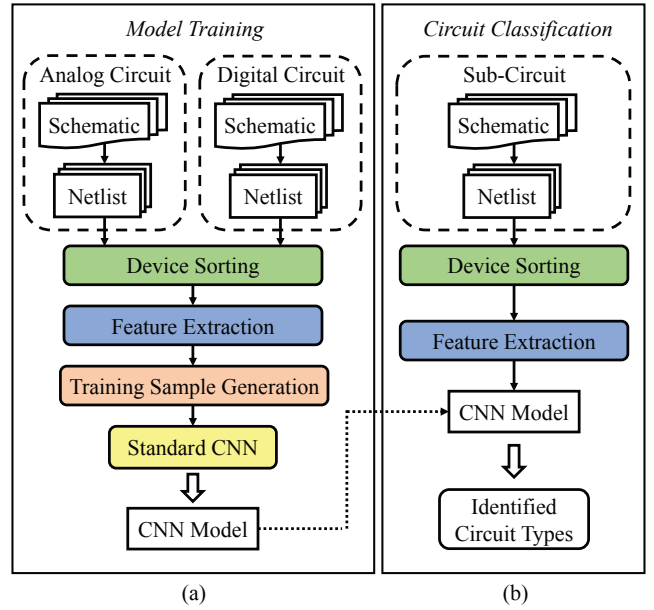 Model Training
Analog Circuit
Digital Circuit
Schematic
Schematic
Netlist
Netlist
Device Sorting
Feature Extraction
Training Sample Generation
Standard CNN
CNN Model
(a)
Circuit Classification
Sub-Circuit
Schematic
Netlist
Device Sorting
Feature Extraction
CNN Model
Identified
Circuit Types
(b)